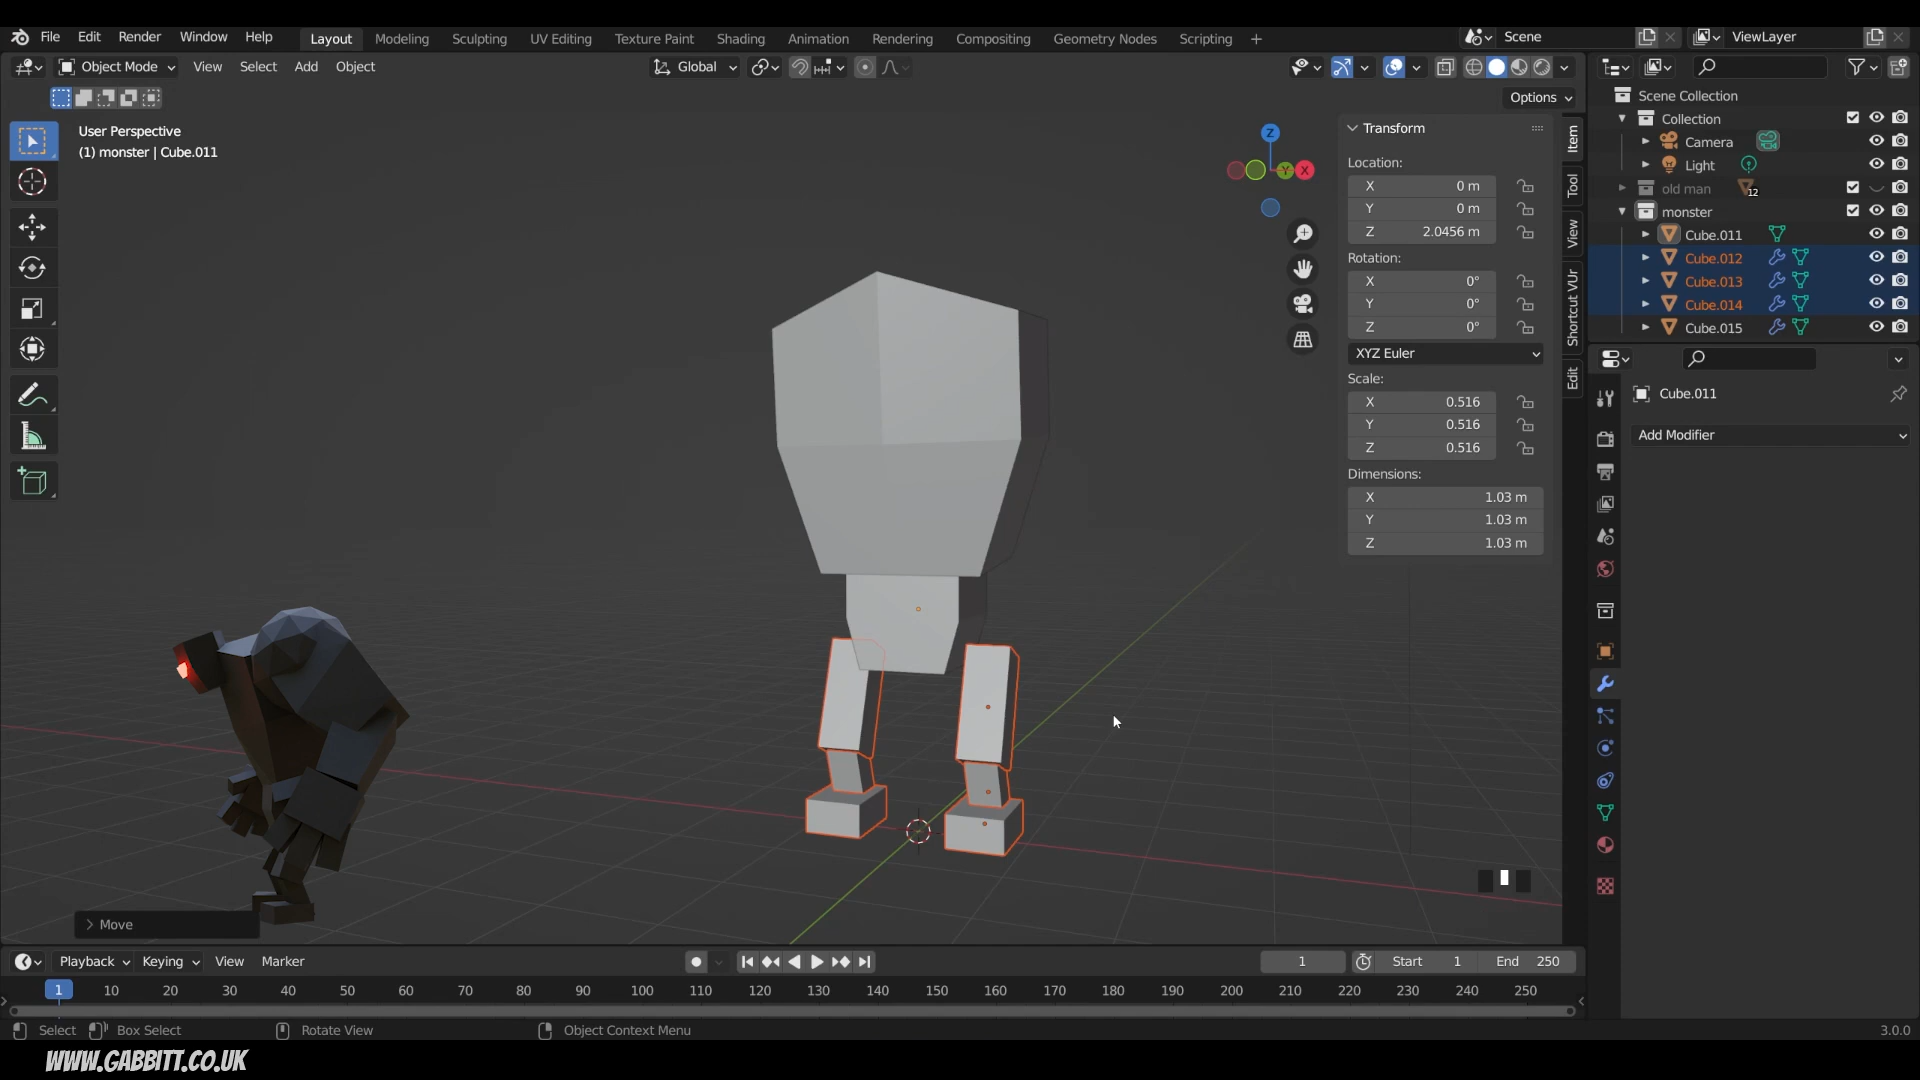 File Edit Render Window Help Layout Modeling Sculpting UV Editing Texture Paint Shading Animation Rendering Compositing Geometry Nodes Scripting + Scene ViewLayer
Object Mode View Select Add Object Global
Options
User Perspective
(1) monster | Cube.011
Z
Y
X
Transform
Location:
X 0 m
Y 0 m
Z 2.0456 m
Rotation:
X 0°
Y 0°
Z 0°
XYZ Euler
Scale:
X 0.516
Y 0.516
Z 0.516
Dimensions:
X 1.03 m
Y 1.03 m
Z 1.03 m
Item
Tool
View
Shortcut VUr
Edit
Scene Collection
Collection
Camera
Light
old man 12
monster
Cube.011
Cube.012
Cube.013
Cube.014
Cube.015
Cube.011
Add Modifier
Move
Playback Keying View Marker 1 Start 1 End 250
1 10 20 30 40 50 60 70 80 90 100 110 120 130 140 150 160 170 180 190 200 210 220 230 240 250
Select Box Select Rotate View Object Context Menu 3.0.0
WWW.GABBITT.CO.UK